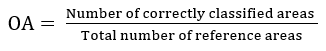 OA = Number of correctly classified areas
Total number of reference areas